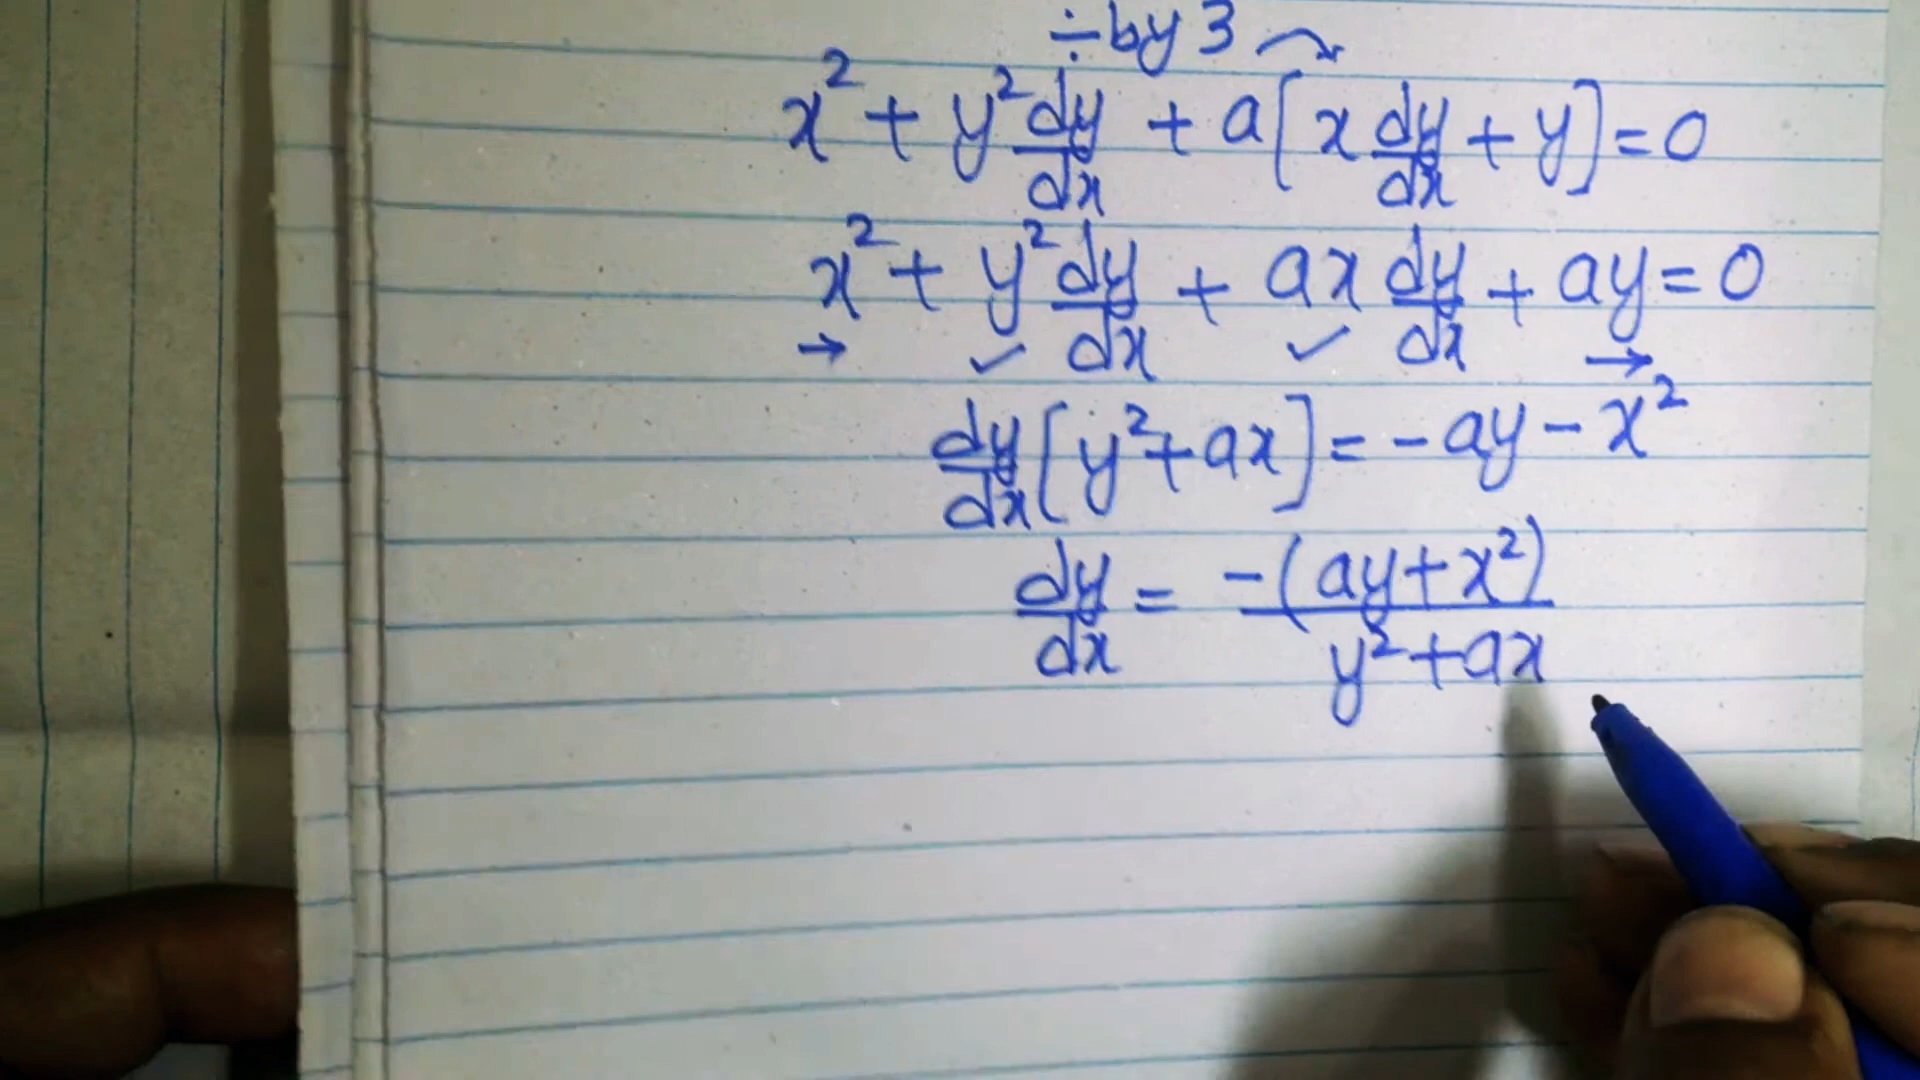 ÷ by 3
x² + y² dy/dx + a[x dy/dx + y] = 0
x² + y² dy/dx + ax dy/dx + ay = 0
→ ✓ ✓ →
dy/dx [y² + ax] = -ay - x²
dy/dx = -(ay + x²) / y² + ax